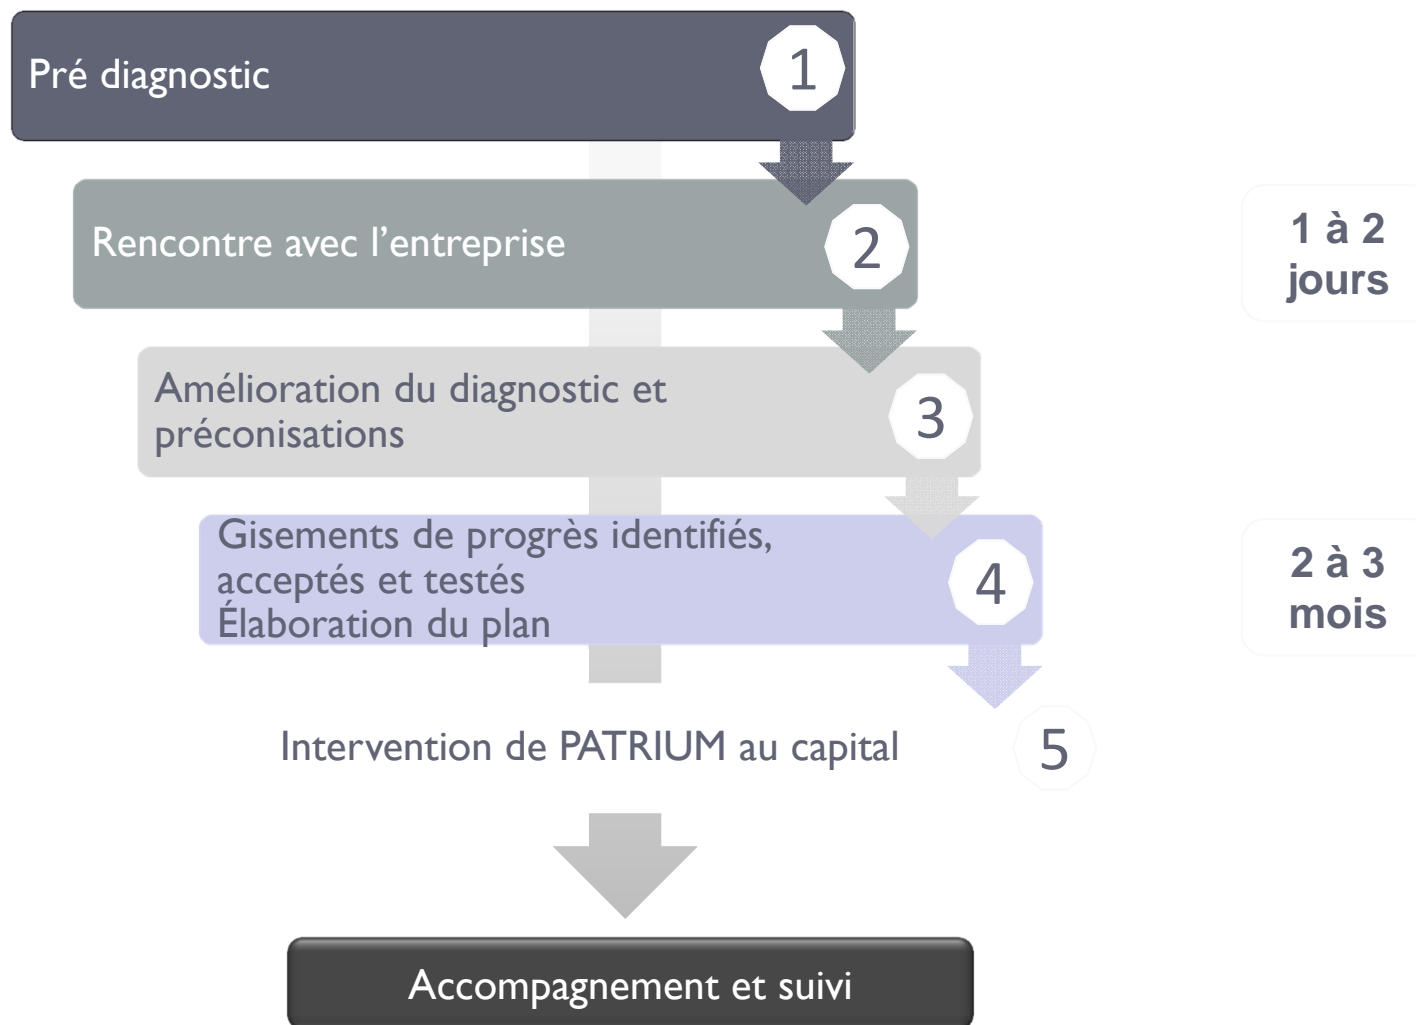 Pré diagnostic
1
Rencontre avec l’entreprise
2
1 à 2
jours
Amélioration du diagnostic et
préconisations
3
Gisements de progrès identifiés,
acceptés et testés
Élaboration du plan
4
2 à 3
mois
Intervention de PATRIUM au capital
5
Accompagnement et suivi